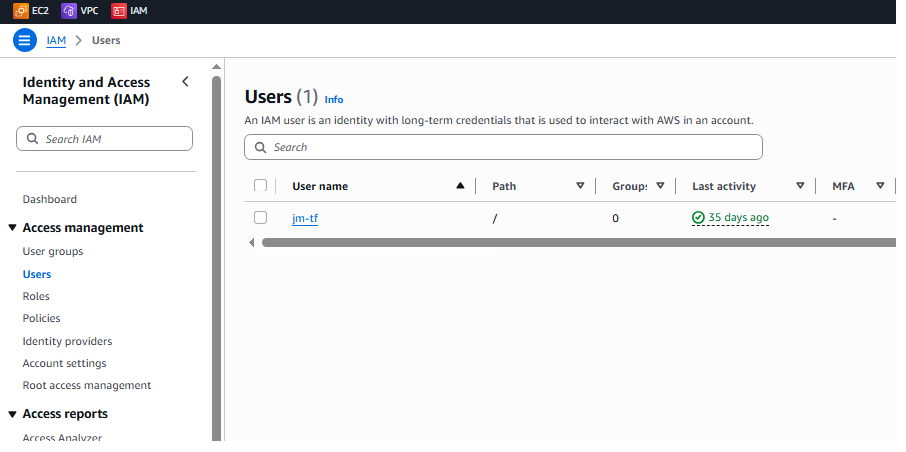 EC2 VPC IAM
IAM > Users
Identity and Access
Management (IAM)
Search IAM
Dashboard
Access management
User groups
Users
Roles
Policies
Identity providers
Account settings
Root access management
Access reports
Access Analyzer
Users (1) Info
An IAM user is an identity with long-term credentials that is used to interact with AWS in an account.
Search
User name Path Groups Last activity MFA
jm-tf / 0 35 days ago -